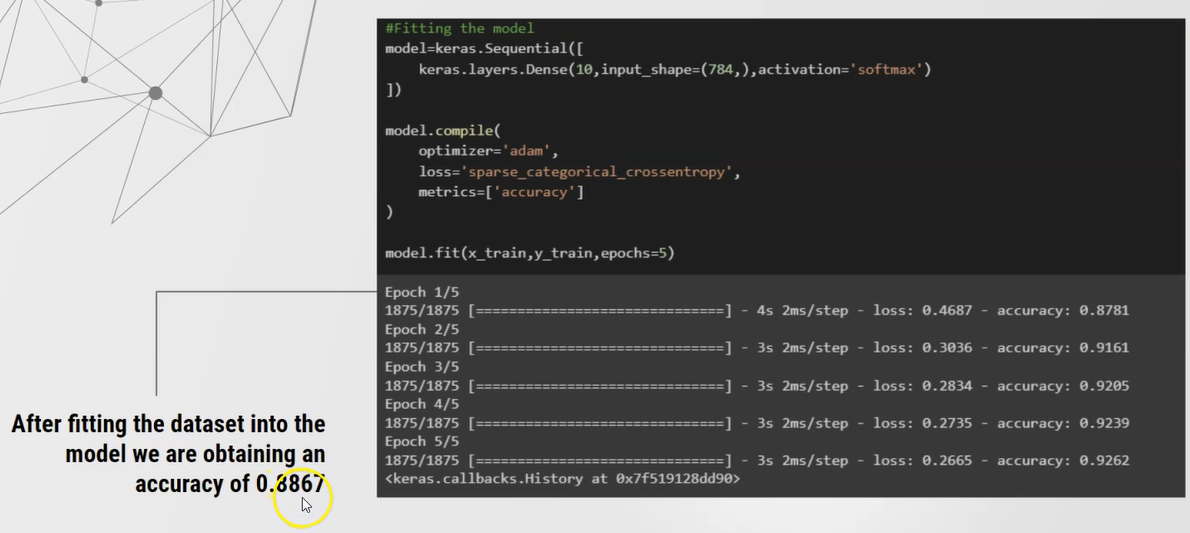 #Fitting the model
model=keras.Sequential([
    keras.layers.Dense(10,input_shape=(784,),activation='softmax')
])
model.compile(
    optimizer='adam',
    loss='sparse_categorical_crossentropy',
    metrics=['accuracy']
)
model.fit(x_train,y_train,epochs=5)
Epoch 1/5
1875/1875 [==============================] - 4s 2ms/step - loss: 0.4687 - accuracy: 0.8781
Epoch 2/5
1875/1875 [==============================] - 3s 2ms/step - loss: 0.3036 - accuracy: 0.9161
Epoch 3/5
1875/1875 [==============================] - 3s 2ms/step - loss: 0.2834 - accuracy: 0.9205
Epoch 4/5
1875/1875 [==============================] - 3s 2ms/step - loss: 0.2735 - accuracy: 0.9239
Epoch 5/5
1875/1875 [==============================] - 3s 2ms/step - loss: 0.2665 - accuracy: 0.9262
<keras.callbacks.History at 0x7f519128dd90>
After fitting the dataset into the
model we are obtaining an
accuracy of 0.8867